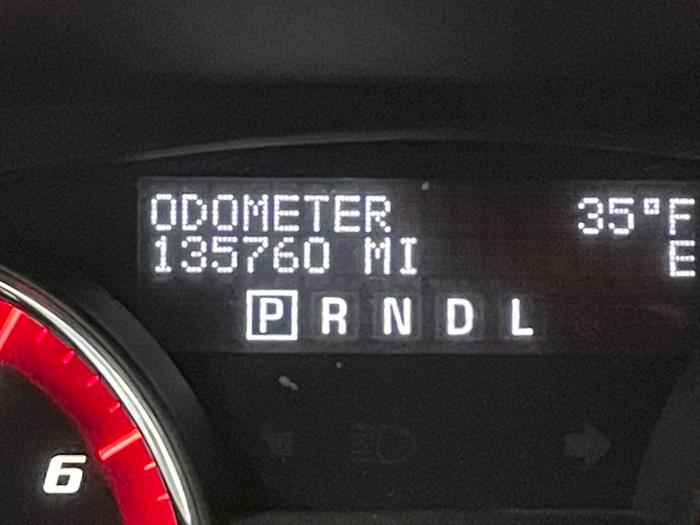 ODOMETER 35°F
135760 MI E
P R N D L
6